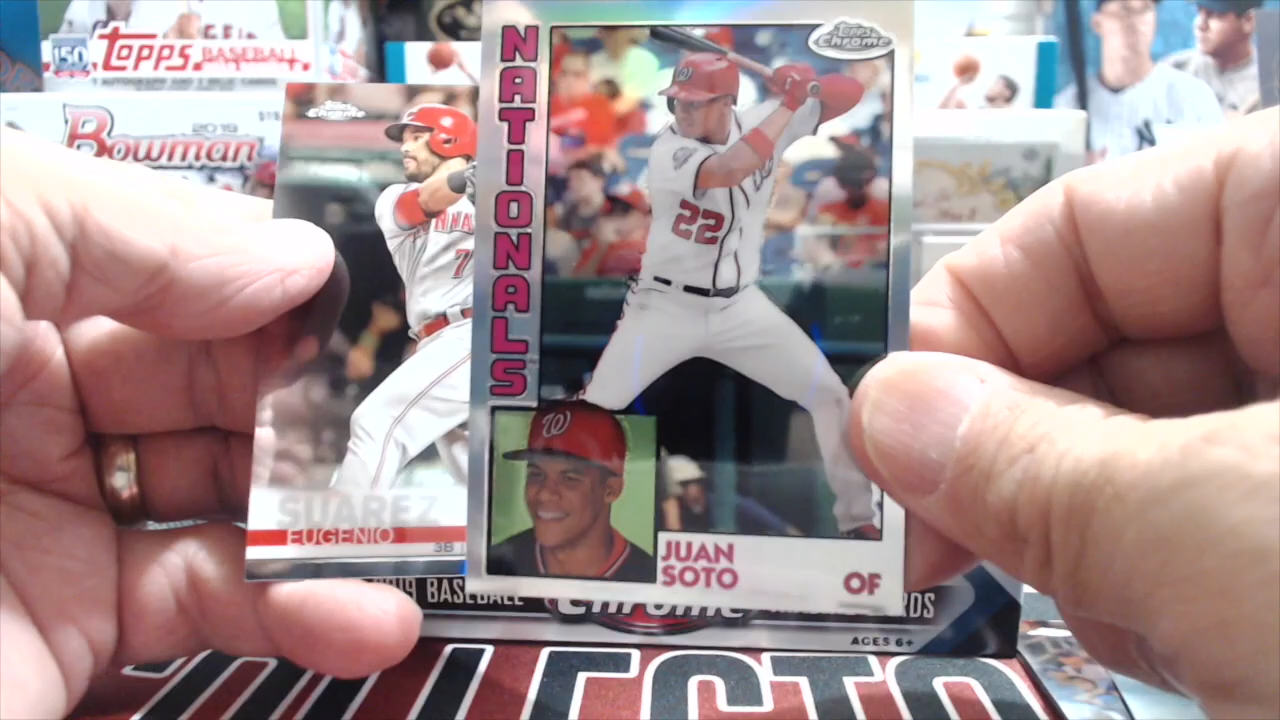 150
Topps BASEBALL
2019
Bowman
Topps Chrome
NATIONALS
Topps Chrome
W
22
7
W
SUAREZ
EUGENIO
3B
JUAN
SOTO
OF
2019 BASEBALL
Chrome
AGES 6+